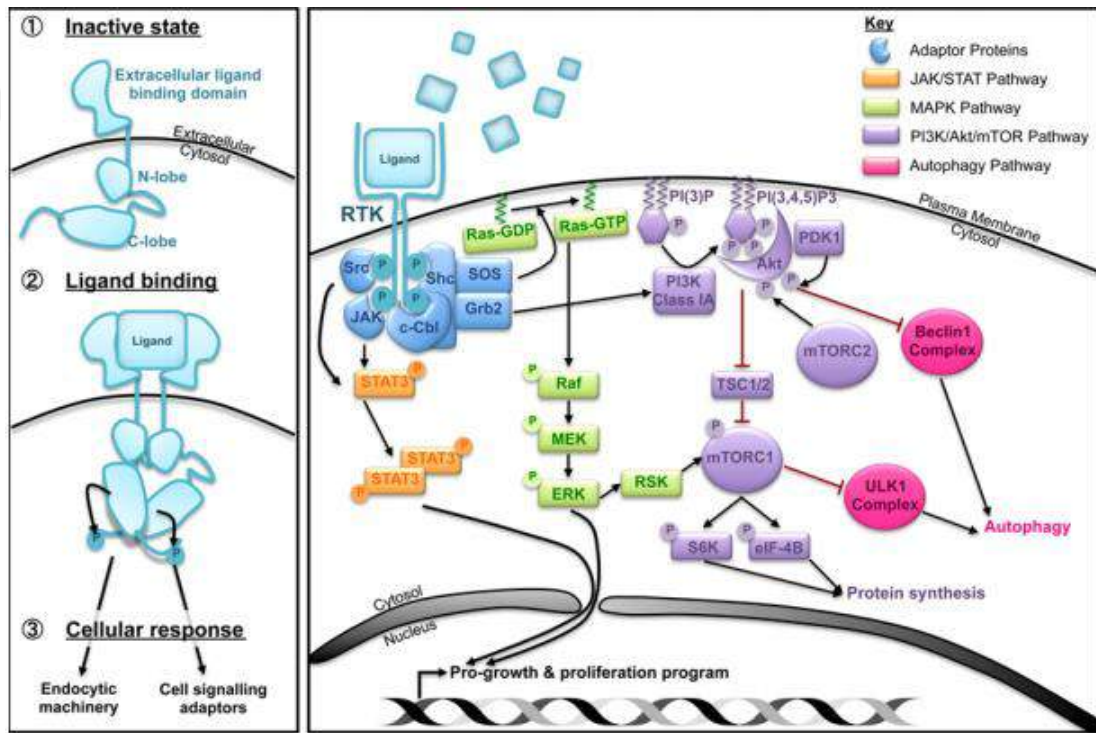 ① Inactive state
Extracellular ligand
binding domain
Extracellular
Cytosol
N-lobe
C-lobe
② Ligand binding
Ligand
P
P
③ Cellular response
Endocytic
machinery
Cell signalling
adaptors
Key
Adaptor Proteins
JAK/STAT Pathway
MAPK Pathway
PI3K/Akt/mTOR Pathway
Autophagy Pathway
Ligand
RTK
Ras-GDP
Ras-GTP
PI(3)P
P
PI(3,4,5)P3
P
P
P
Akt
PDK1
Plasma Membrane
Cytosol
Src
P
P
Shc
SOS
JAK
P
P
c-Cbl
Grb2
PI3K
Class IA
P
P
mTORC2
Beclin1
Complex
STAT3
P
P
Raf
TSC1/2
P
MEK
P
mTORC1
STAT3
P
STAT3
P
P
ERK
RSK
ULK1
Complex
Autophagy
P
S6K
P
eIF-4B
Protein synthesis
Cytosol
Nucleus
Pro-growth & proliferation program